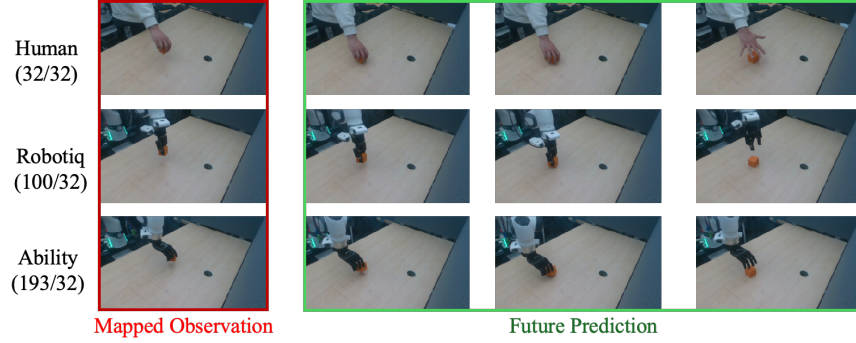 Human
(32/32)
Robotiq
(100/32)
Ability
(193/32)
Mapped Observation
Future Prediction